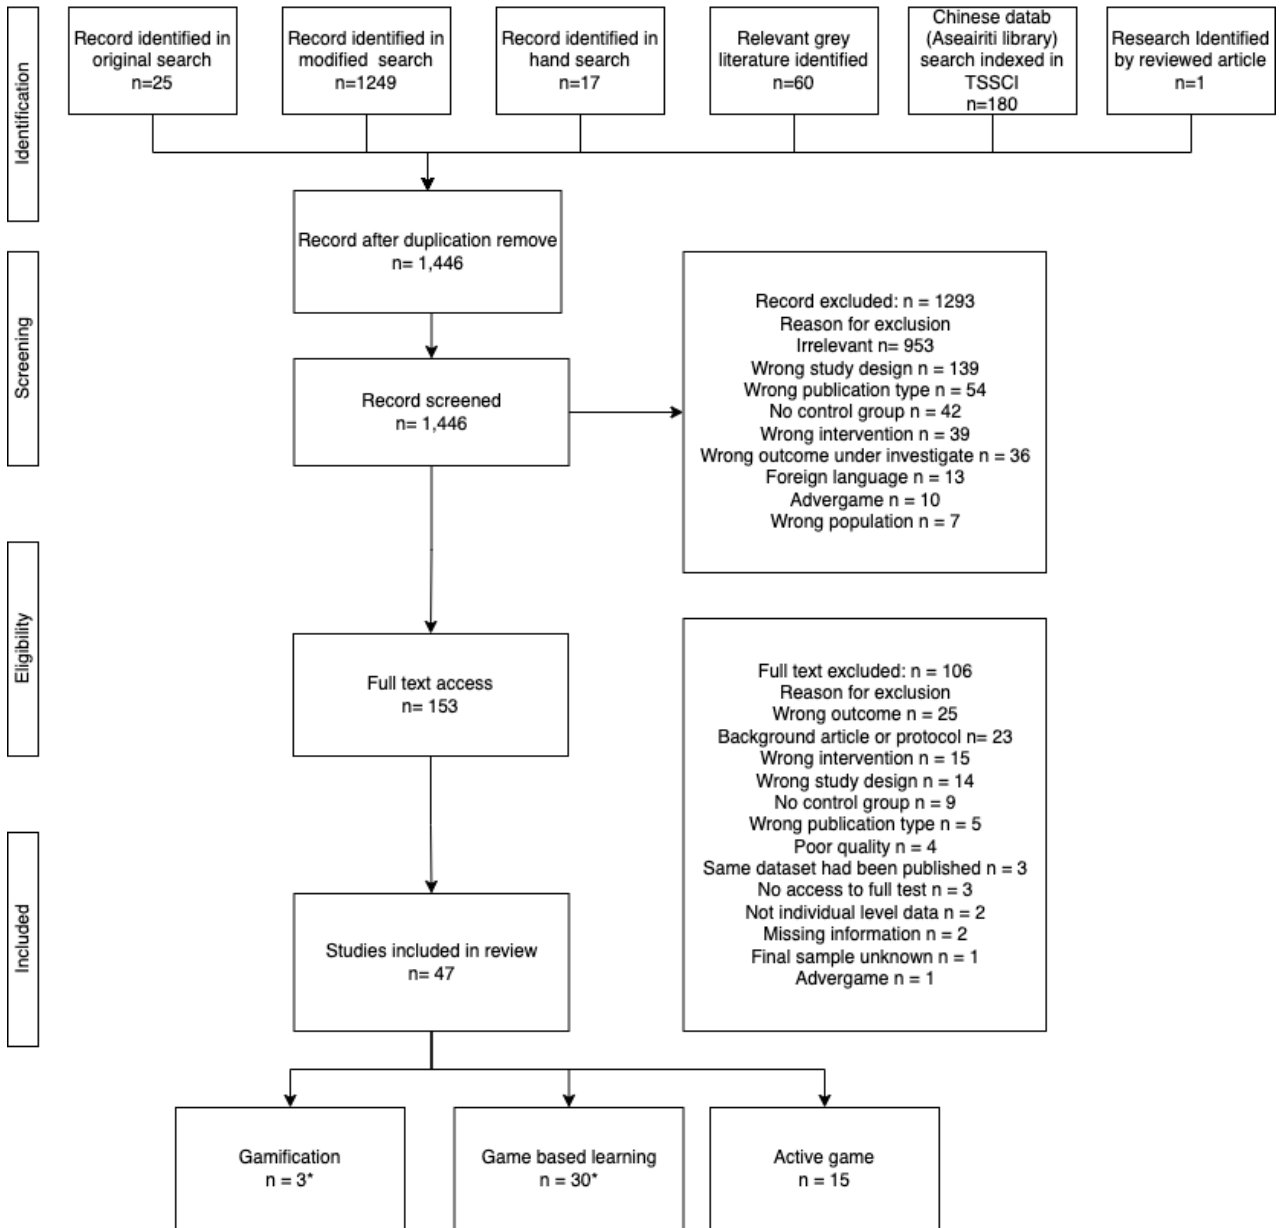 Identification
Record identified in
original search
n=25
Record identified in
modified search
n=1249
Record identified in
hand search
n=17
Relevant grey
literature identified
n=60
Chinese datab
(Aseairiti library)
search indexed in
TSSCI
n=180
Research Identified
by reviewed article
n=1
Record after duplication remove
n= 1,446
Screening
Record screened
n= 1,446
Record excluded: n = 1293
Reason for exclusion
Irrelevant n= 953
Wrong study design n = 139
Wrong publication type n = 54
No control group n = 42
Wrong intervention n = 39
Wrong outcome under investigate n = 36
Foreign language n = 13
Advergame n = 10
Wrong population n = 7
Eligibility
Full text access
n= 153
Full text excluded: n = 106
Reason for exclusion
Wrong outcome n = 25
Background article or protocol n= 23
Wrong intervention n = 15
Wrong study design n = 14
No control group n = 9
Wrong publication type n = 5
Poor quality n = 4
Same dataset had been published n = 3
No access to full test n = 3
Not individual level data n = 2
Missing information n = 2
Final sample unknown n = 1
Advergame n = 1
Included
Studies included in review
n= 47
Gamification
n = 3*
Game based learning
n = 30*
Active game
n = 15